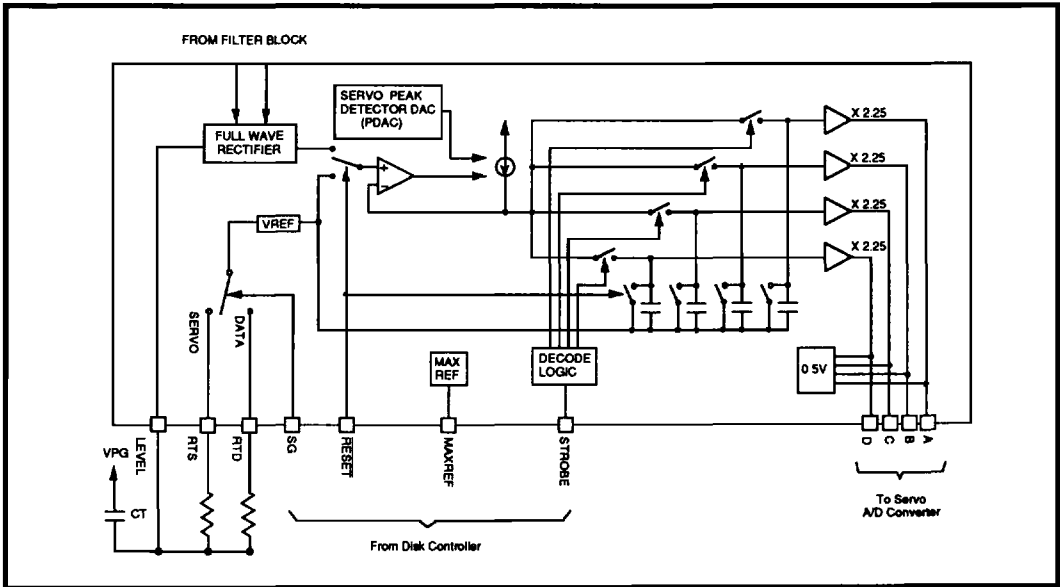 FROM FILTER BLOCK
SERVO PEAK
DETECTOR DAC
(PDAC)
FULL WAVE
RECTIFIER
+
−
X 2.25
X 2.25
X 2.25
X 2.25
VREF
SERVO
DATA
MAX
REF
DECODE
LOGIC
0.5V
LEVEL
RTS
RTD
SG
RESET
MAXREF
STROBE
D
C
B
A
VPG
CT
From Disk Controller
To Servo
A/D Converter